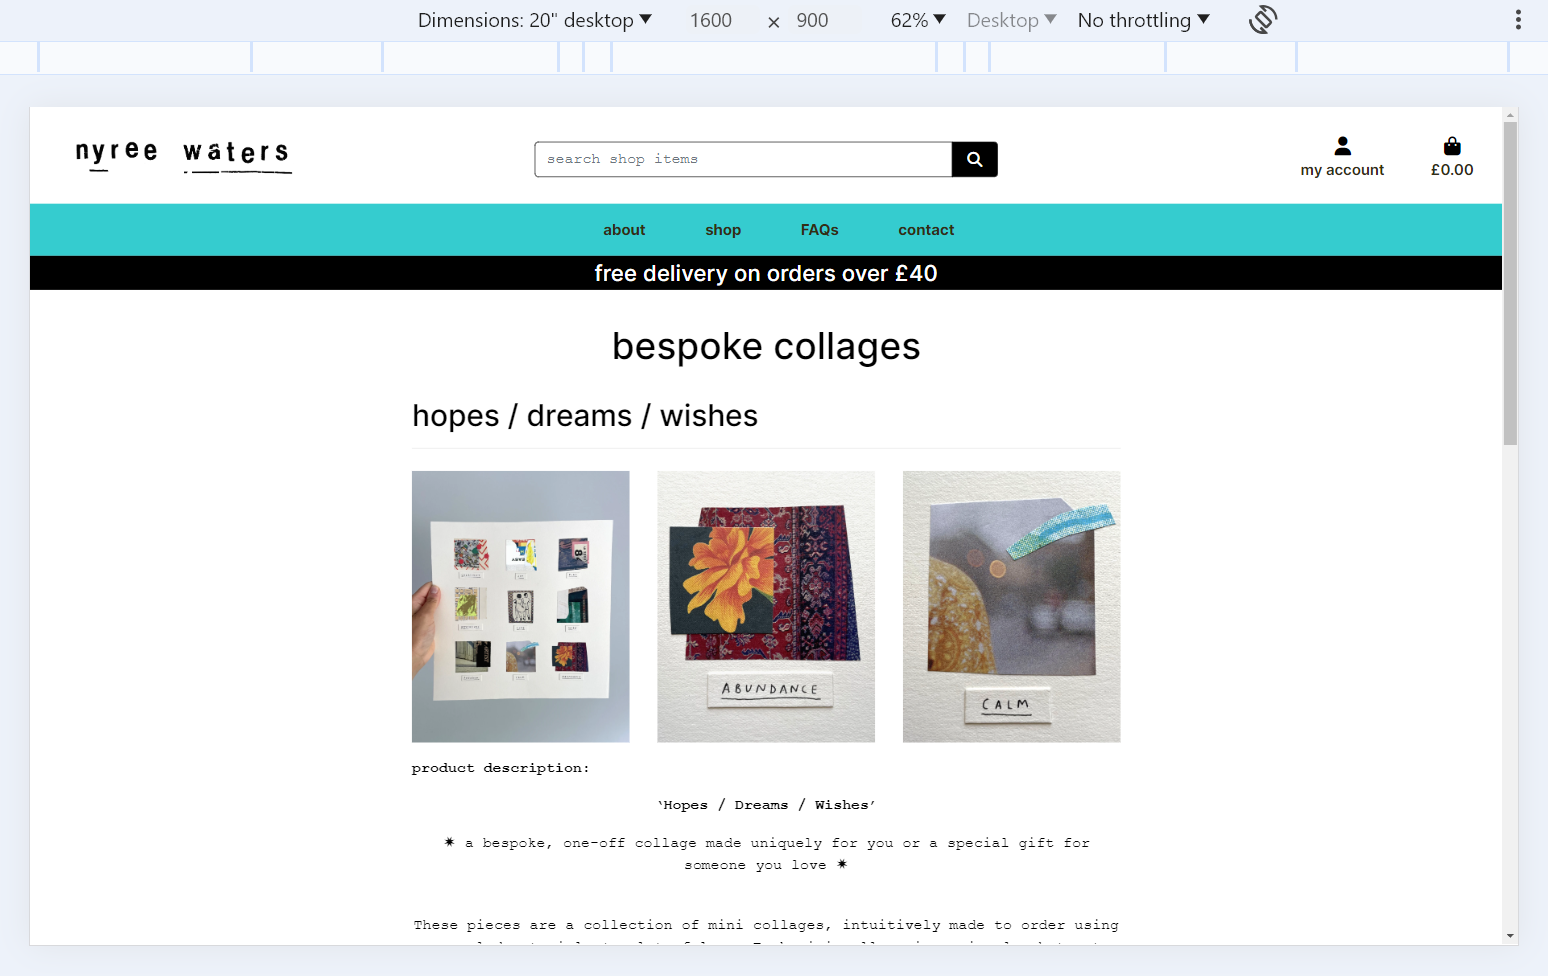 Dimensions: 20" desktop 1600 × 900 62% Desktop No throttling
nyree waters
search shop items
my account
£0.00
about shop FAQs contact
free delivery on orders over £40
bespoke collages
hopes / dreams / wishes
ABUNDANCE
CALM
product description:
‘Hopes / Dreams / Wishes’
✷ a bespoke, one-off collage made uniquely for you or a special gift for
someone you love ✷
These pieces are a collection of mini collages, intuitively made to order using